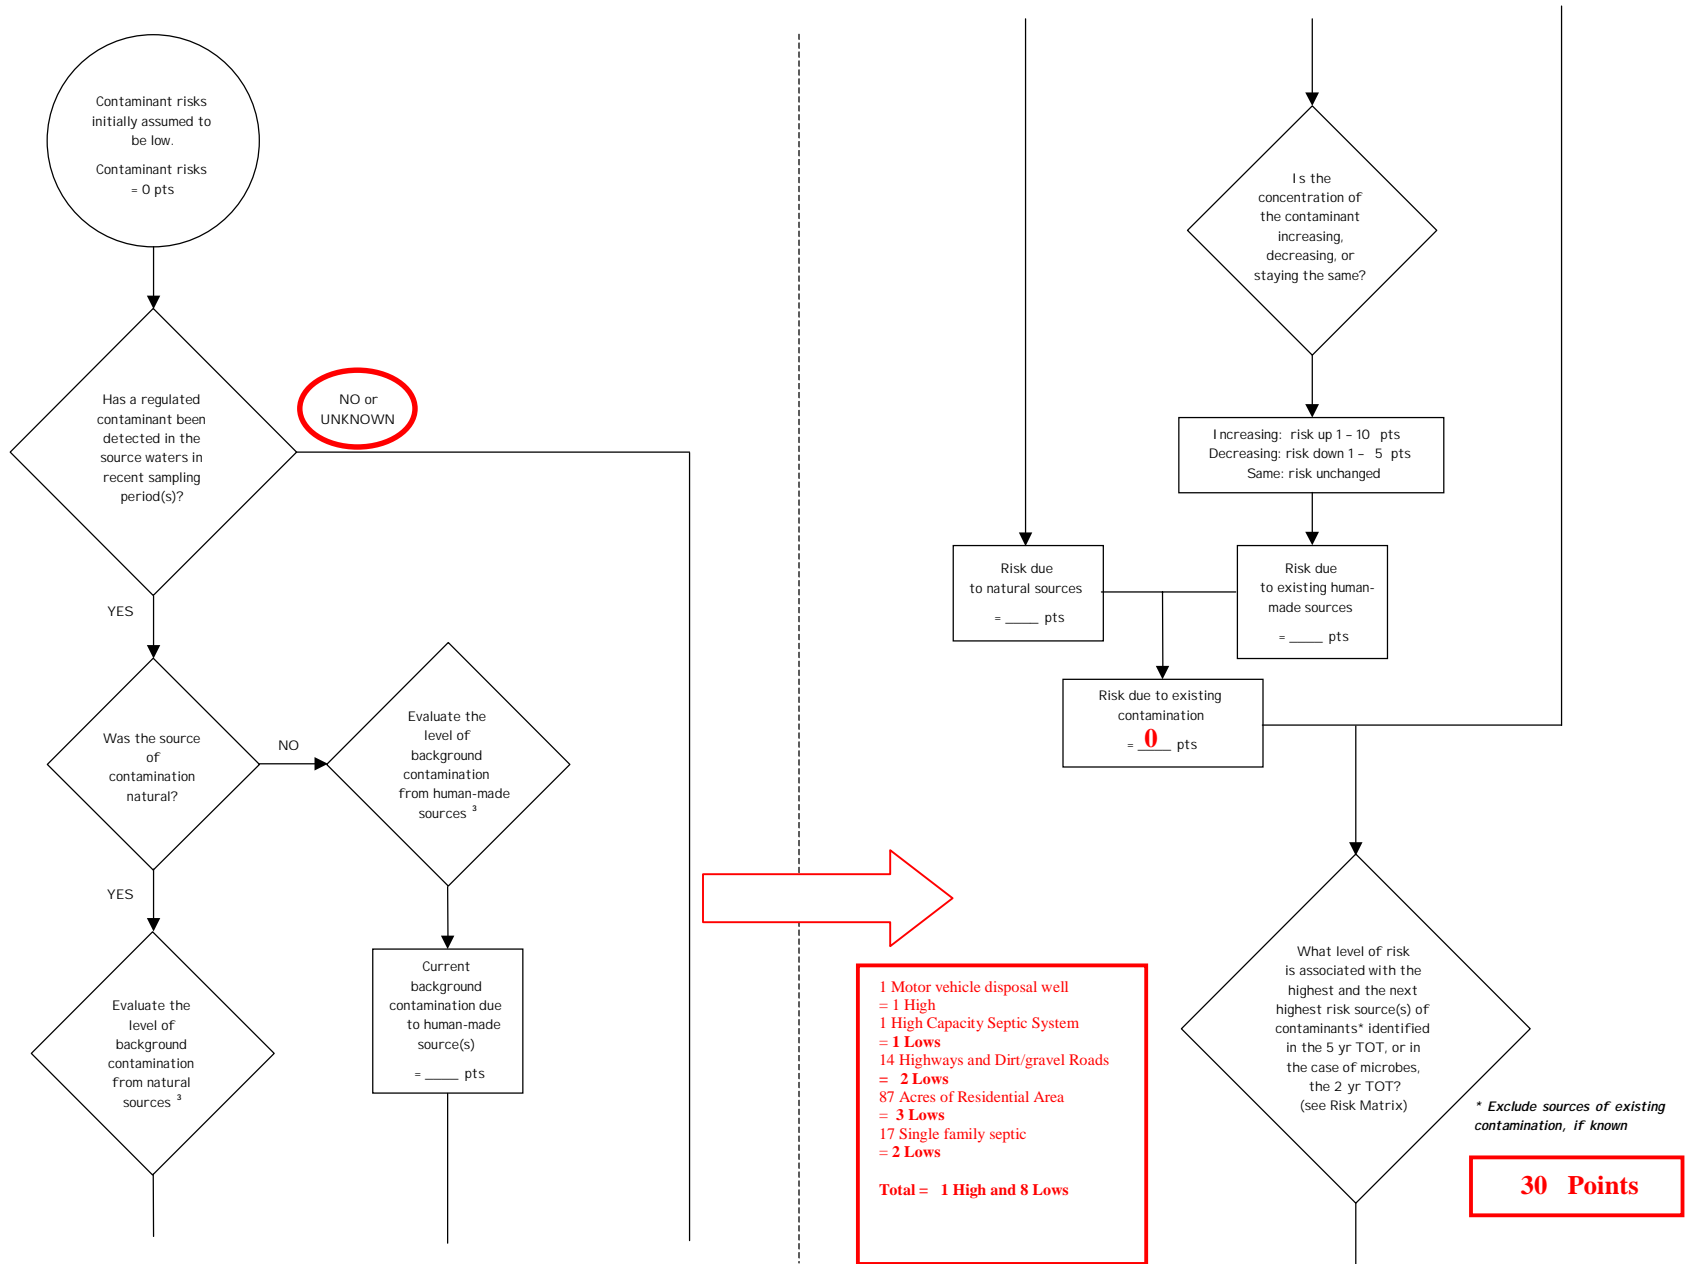 Contaminant risks
initially assumed to
be low.
Contaminant risks
= 0 pts
Has a regulated
contaminant been
detected in the
source waters in
recent sampling
period(s)?
NO or
UNKNOWN
YES
Was the source
of
contamination
natural?
NO
Evaluate the
level of
background
contamination
from human-made
sources ³
YES
Evaluate the
level of
background
contamination
from natural
sources ³
Current
background
contamination due
to human-made
source(s)
= _____ pts
Is the
concentration of
the contaminant
increasing,
decreasing, or
staying the same?
Increasing: risk up 1 – 10 pts
Decreasing: risk down 1 – 5 pts
Same: risk unchanged
Risk due
to natural sources
= _____ pts
Risk due
to existing human-
made sources
= _____ pts
Risk due to existing
contamination
= __0__ pts
1 Motor vehicle disposal well
= 1 High
1 High Capacity Septic System
= 1 Lows
14 Highways and Dirt/gravel Roads
= 2 Lows
87 Acres of Residential Area
= 3 Lows
17 Single family septic
= 2 Lows
Total = 1 High and 8 Lows
What level of risk
is associated with the
highest and the next
highest risk source(s) of
contaminants* identified
in the 5 yr TOT, or in
the case of microbes,
the 2 yr TOT?
(see Risk Matrix)
* Exclude sources of existing
contamination, if known
30 Points